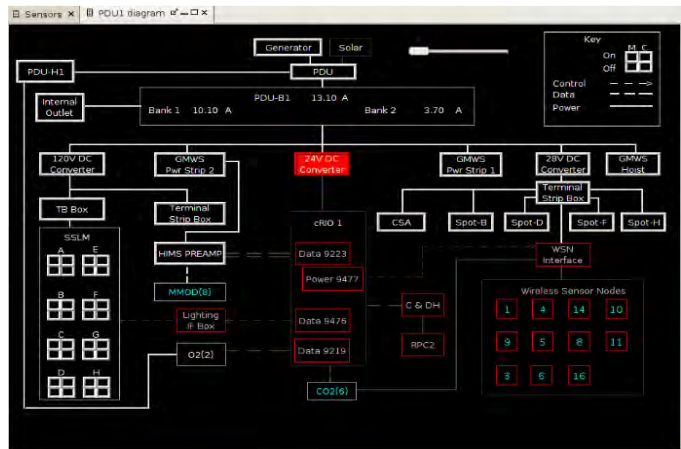 Sensors
PDU1 diagram
Key
M C
On
Off
Control
Data
Power
Generator
Solar
PDU-H1
PDU
PDU-B1 13.10 A
Bank 1 10.10 A
Bank 2 3.70 A
Internal
Outlet
120V DC
Converter
GMWS
Pwr Strip 2
24V DC
Converter
GMWS
Pwr Strip 1
28V DC
Converter
GMWS
Hoist
TB Box
Terminal
Strip Box
Terminal
Strip Box
CSA
Spot-B
Spot-D
Spot-F
Spot-H
SSLM
A E
B F
C G
D H
HIMS PREAMP
MMOD(8)
Lighting
IF Box
O2(2)
cRIO 1
Data 9223
Power 9477
Data 9476
Data 9219
CO2(6)
C & DH
RPC2
WSN
Interface
Wireless Sensor Nodes
1 4 14 10
9 5 8 11
3 6 16